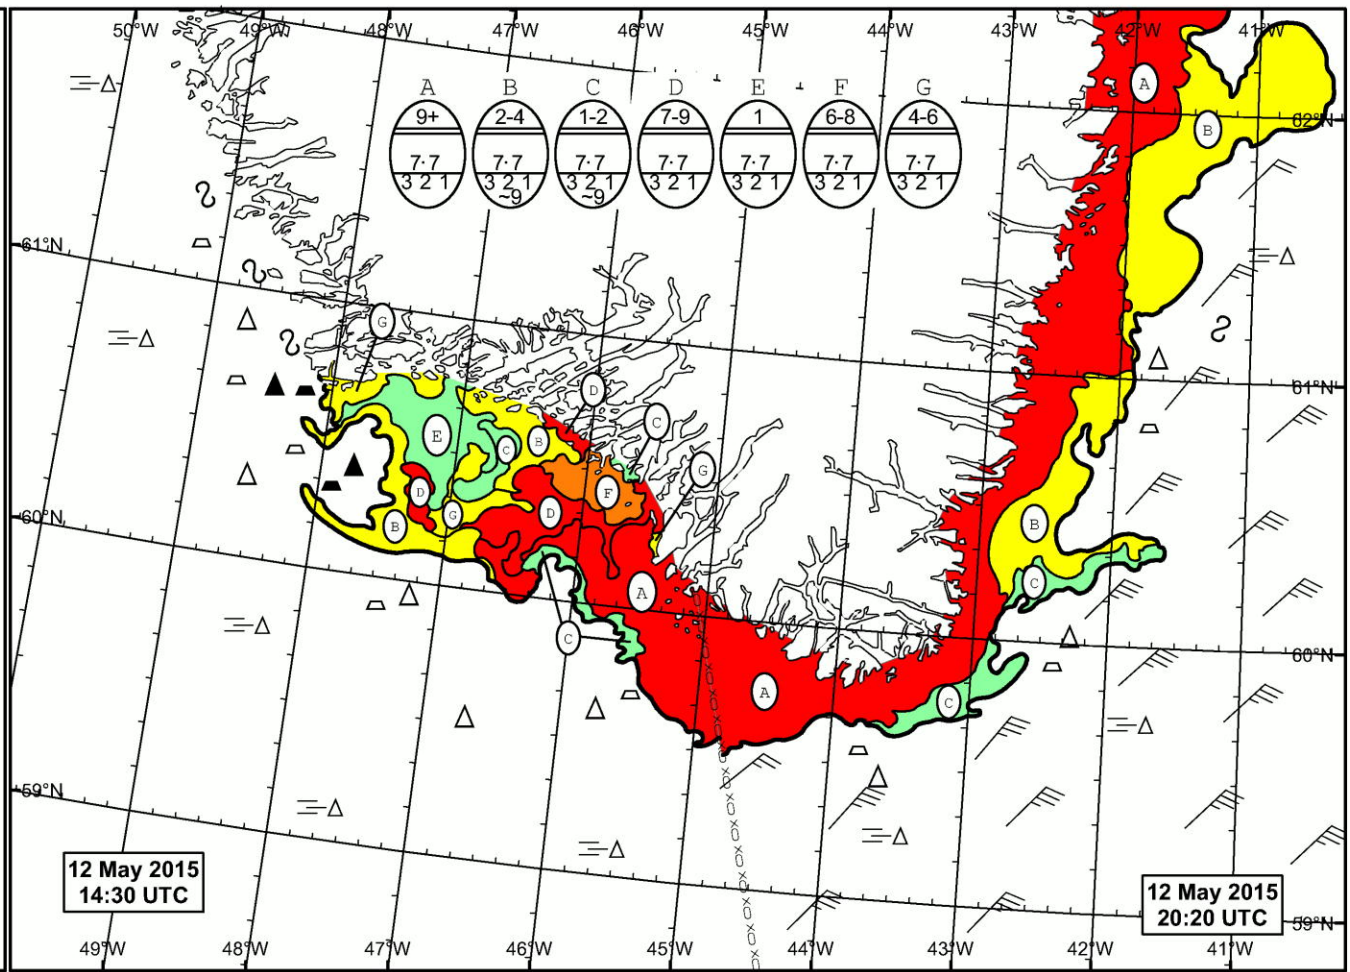 50°W 49°W 48°W 47°W 46°W 45°W 44°W 43°W 42°W 41°W
A B C D E F G
9+ 2-4 1-2 7-9 1 6-8 4-6
7·7 7·7 7·7 7·7 7·7 7·7 7·7
3 2 1 3 2 1 3 2 1 3 2 1 3 2 1 3 2 1 3 2 1
~9 ~9
A
B
62°N
61°N
G
61°N
D
C
E
C
B
G
D
F
60°N
G
D
B
B
C
A
C
60°N
A
C
59°N
12 May 2015
14:30 UTC
12 May 2015
20:20 UTC
59°N
49°W 48°W 47°W 46°W 45°W 44°W 43°W 42°W 41°W